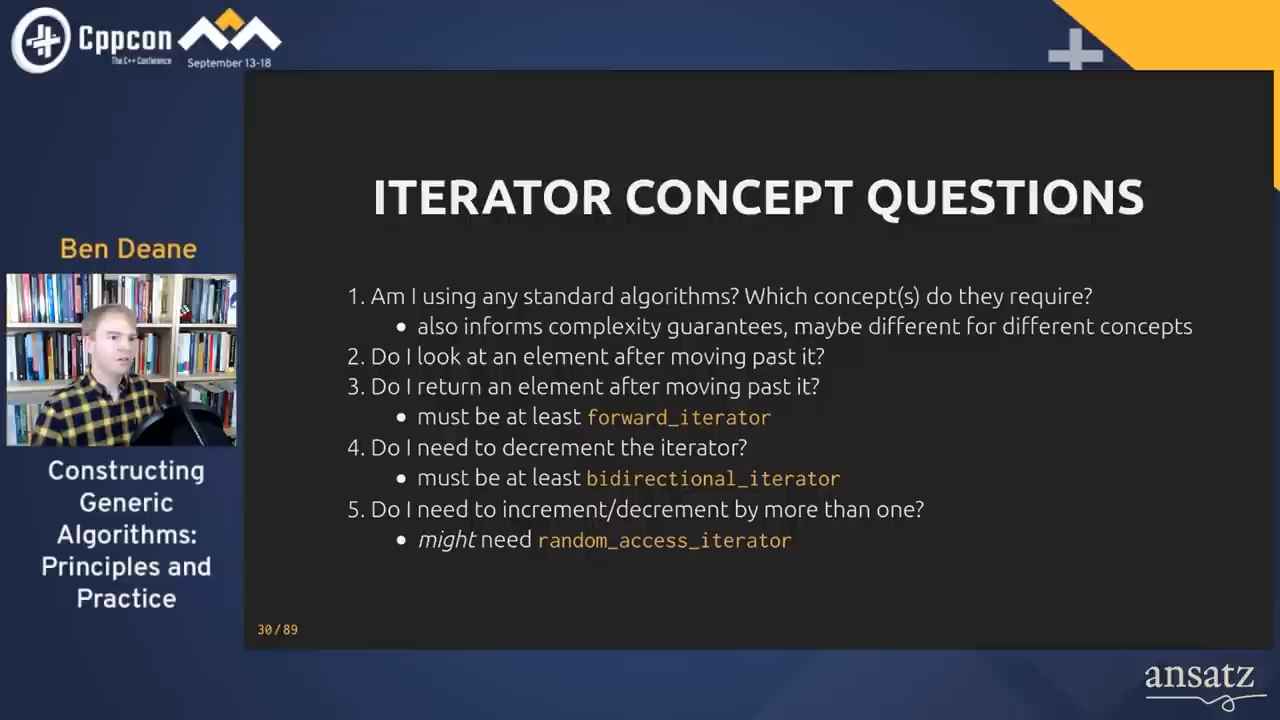 Cppcon
The C++ Conference
September 13-18
Ben Deane
Constructing
Generic
Algorithms:
Principles and
Practice
ITERATOR CONCEPT QUESTIONS
1. Am I using any standard algorithms? Which concept(s) do they require?
• also informs complexity guarantees, maybe different for different concepts
2. Do I look at an element after moving past it?
3. Do I return an element after moving past it?
• must be at least forward_iterator
4. Do I need to decrement the iterator?
• must be at least bidirectional_iterator
5. Do I need to increment/decrement by more than one?
• might need random_access_iterator
30/89
ansatz